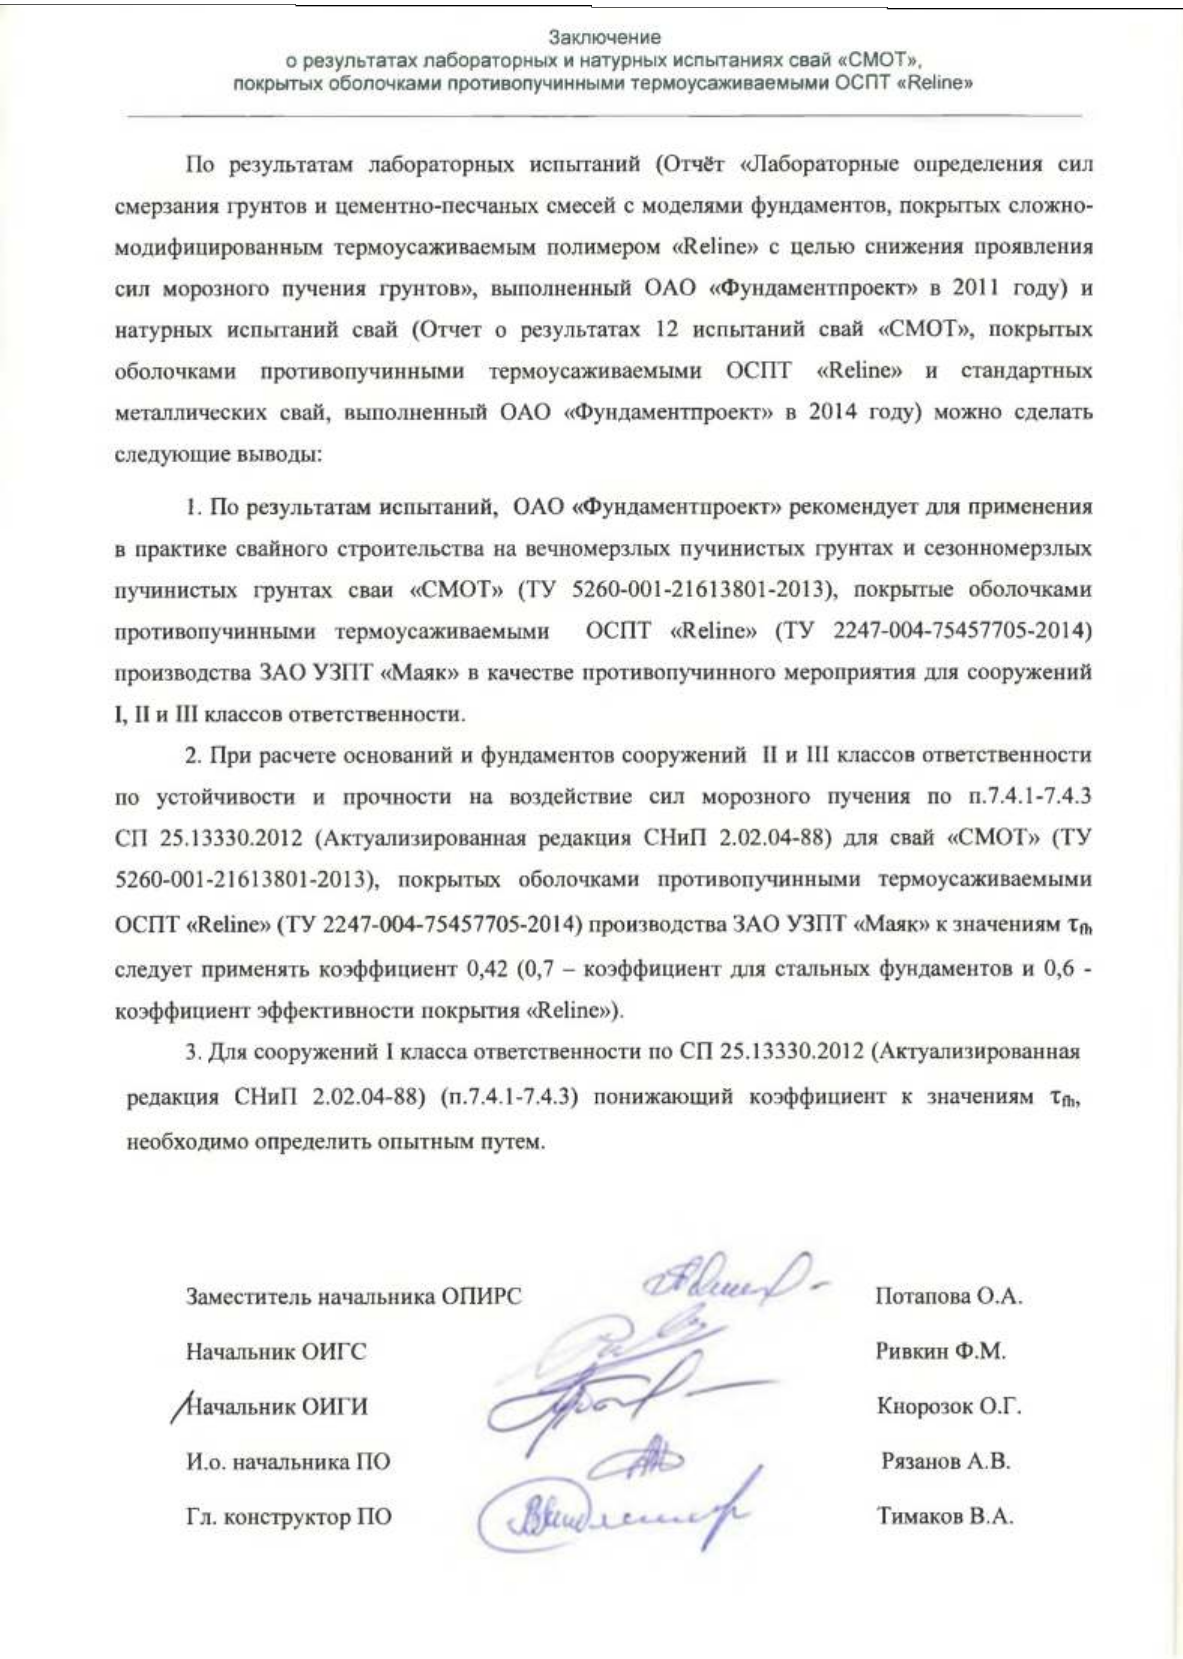 Заключение
о результатах лабораторных и натурных испытаниях свай «СМОТ»,
покрытых оболочками противопучинными термоусаживаемыми ОСПТ «Reline»
По результатам лабораторных испытаний (Отчёт «Лабораторные определения сил
смерзания грунтов и цементно-песчаных смесей с моделями фундаментов, покрытых сложно-
модифицированным термоусаживаемым полимером «Reline» с целью снижения проявления
сил морозного пучения грунтов», выполненный ОАО «Фундаментпроект» в 2011 году) и
натурных испытаний свай (Отчет о результатах 12 испытаний свай «СМОТ», покрытых
оболочками противопучинными термоусаживаемыми ОСПТ «Reline» и стандартных
металлических свай, выполненный ОАО «Фундаментпроект» в 2014 году) можно сделать
следующие выводы:
1. По результатам испытаний, ОАО «Фундаментпроект» рекомендует для применения
в практике свайного строительства на вечномерзлых пучинистых грунтах и сезонномерзлых
пучинистых грунтах сваи «СМОТ» (ТУ 5260-001-21613801-2013), покрытые оболочками
противопучинными термоусаживаемыми ОСПТ «Reline» (ТУ 2247-004-75457705-2014)
производства ЗАО УЗПТ «Маяк» в качестве противопучинного мероприятия для сооружений
I, II и III классов ответственности.
2. При расчете оснований и фундаментов сооружений II и III классов ответственности
по устойчивости и прочности на воздействие сил морозного пучения по п.7.4.1-7.4.3
СП 25.13330.2012 (Актуализированная редакция СНиП 2.02.04-88) для свай «СМОТ» (ТУ
5260-001-21613801-2013), покрытых оболочками противопучинными термоусаживаемыми
ОСПТ «Reline» (ТУ 2247-004-75457705-2014) производства ЗАО УЗПТ «Маяк» к значениям τfh
следует применять коэффициент 0,42 (0,7 – коэффициент для стальных фундаментов и 0,6 -
коэффициент эффективности покрытия «Reline»).
3. Для сооружений I класса ответственности по СП 25.13330.2012 (Актуализированная
редакция СНиП 2.02.04-88) (п.7.4.1-7.4.3) понижающий коэффициент к значениям τfh,
необходимо определить опытным путем.
Заместитель начальника ОПИРС Потапова О.А.
Начальник ОИГС Ривкин Ф.М.
Начальник ОИГИ Кнорозок О.Г.
И.о. начальника ПО Рязанов А.В.
Гл. конструктор ПО Тимаков В.А.